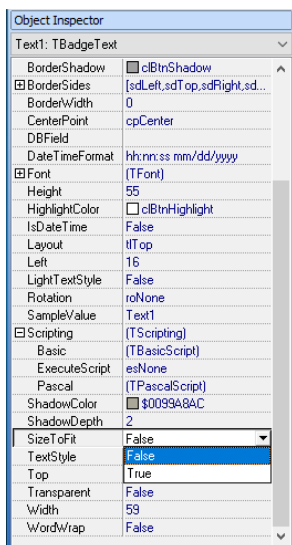 Object Inspector
Text1: TBadgeText
BorderShadow clBtnShadow
BorderSides [sdLeft,sdTop,sdRight,sd...
BorderWidth 0
CenterPoint cpCenter
DBField
DateTimeFormat hh:nn:ss mm/dd/yyyy
Font (TFont)
Height 55
HighlightColor clBtnHighlight
IsDateTime False
Layout tlTop
Left 16
LightTextStyle False
Rotation roNone
SampleValue Text1
Scripting (TScripting)
Basic (TBasicScript)
ExecuteScript esNone
Pascal (TPascalScript)
ShadowColor $0099A8AC
ShadowDepth 2
SizeToFit False
TextStyle False
Top True
Transparent False
Width 59
WordWrap False